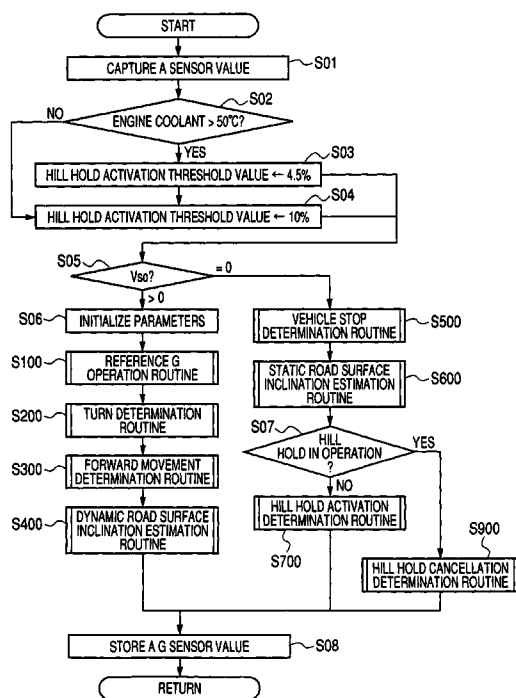 START
CAPTURE A SENSOR VALUE
S01
S02
NO
ENGINE COOLANT > 50°C?
YES
S03
HILL HOLD ACTIVATION THRESHOLD VALUE ← 4.5%
S04
HILL HOLD ACTIVATION THRESHOLD VALUE ← 10%
S05
Vso?
= 0
> 0
S06
INITIALIZE PARAMETERS
S100
REFERENCE G
OPERATION ROUTINE
S200
TURN DETERMINATION
ROUTINE
S300
FORWARD MOVEMENT
DETERMINATION ROUTINE
S400
DYNAMIC ROAD SURFACE
INCLINATION ESTIMATION
ROUTINE
VEHICLE STOP
DETERMINATION ROUTINE
S500
STATIC ROAD SURFACE
INCLINATION ESTIMATION
ROUTINE
S600
S07
HILL
HOLD IN OPERATION
?
YES
NO
HILL HOLD ACTIVATION
DETERMINATION ROUTINE
S700
S900
HILL HOLD CANCELLATION
DETERMINATION ROUTINE
STORE A G SENSOR VALUE
S08
RETURN